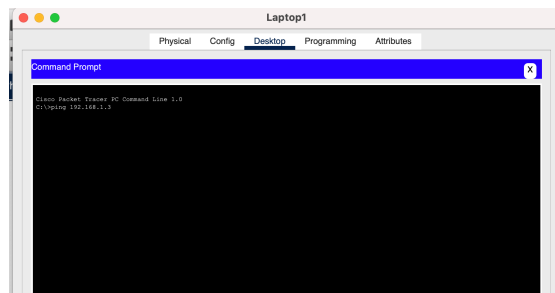 Laptop1
Physical Config Desktop Programming Attributes
Command Prompt
X
Cisco Packet Tracer PC Command Line 1.0
C:\>ping 192.168.1.3